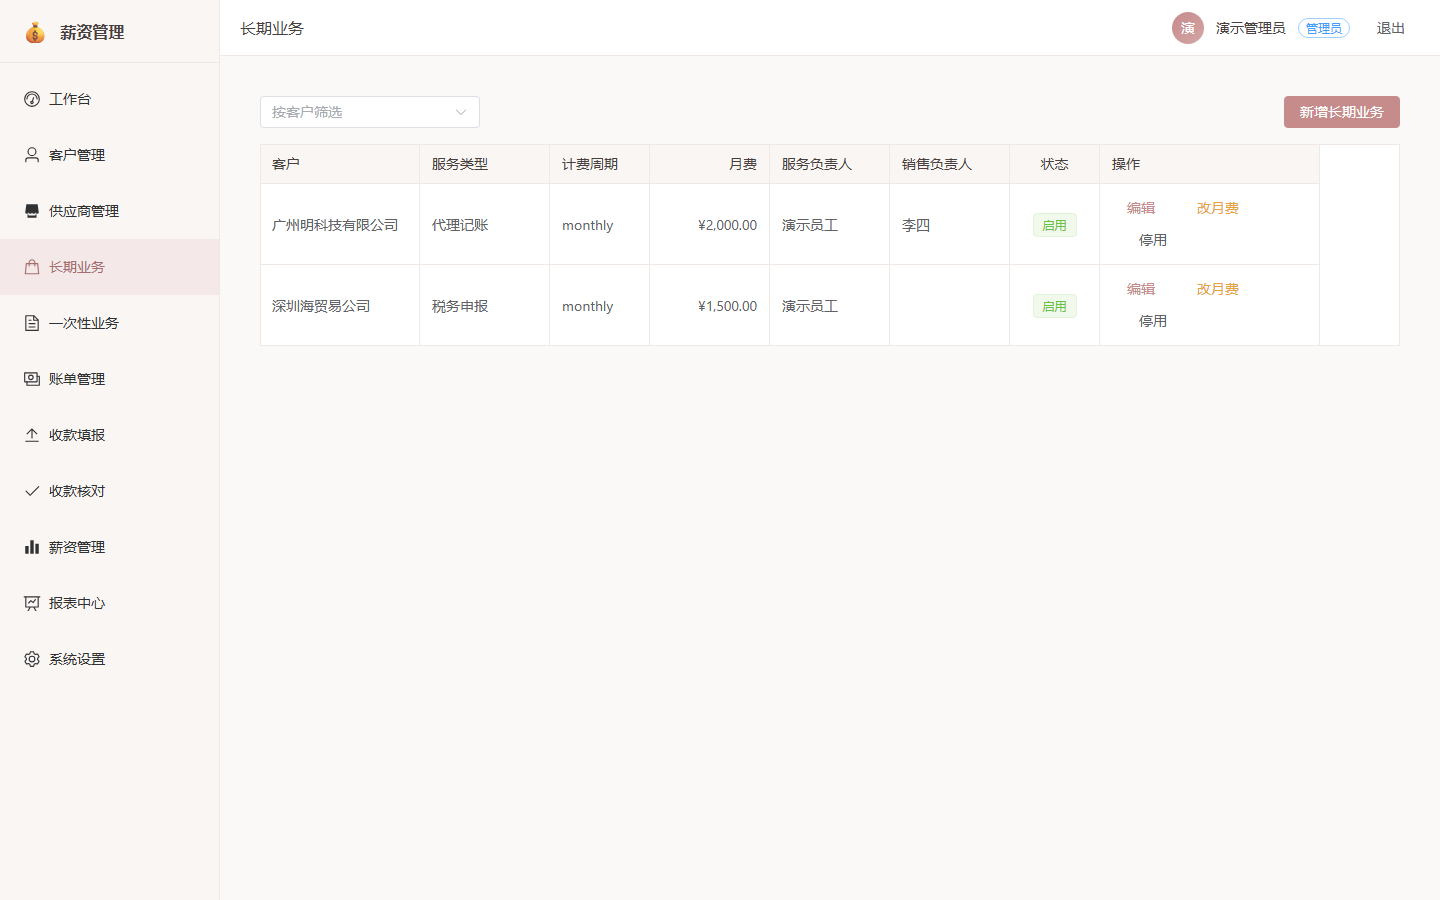 薪资管理
长期业务
演
演示管理员
管理员
退出
工作台
客户管理
供应商管理
长期业务
一次性业务
账单管理
收款填报
收款核对
薪资管理
报表中心
系统设置
按客户筛选
新增长期业务
客户 服务类型 计费周期 月费 服务负责人 销售负责人 状态 操作
广州明科技有限公司 代理记账 monthly ¥2,000.00 演示员工 李四 启用 编辑 改月费
停用
深圳海贸易公司 税务申报 monthly ¥1,500.00 演示员工 启用 编辑 改月费
停用